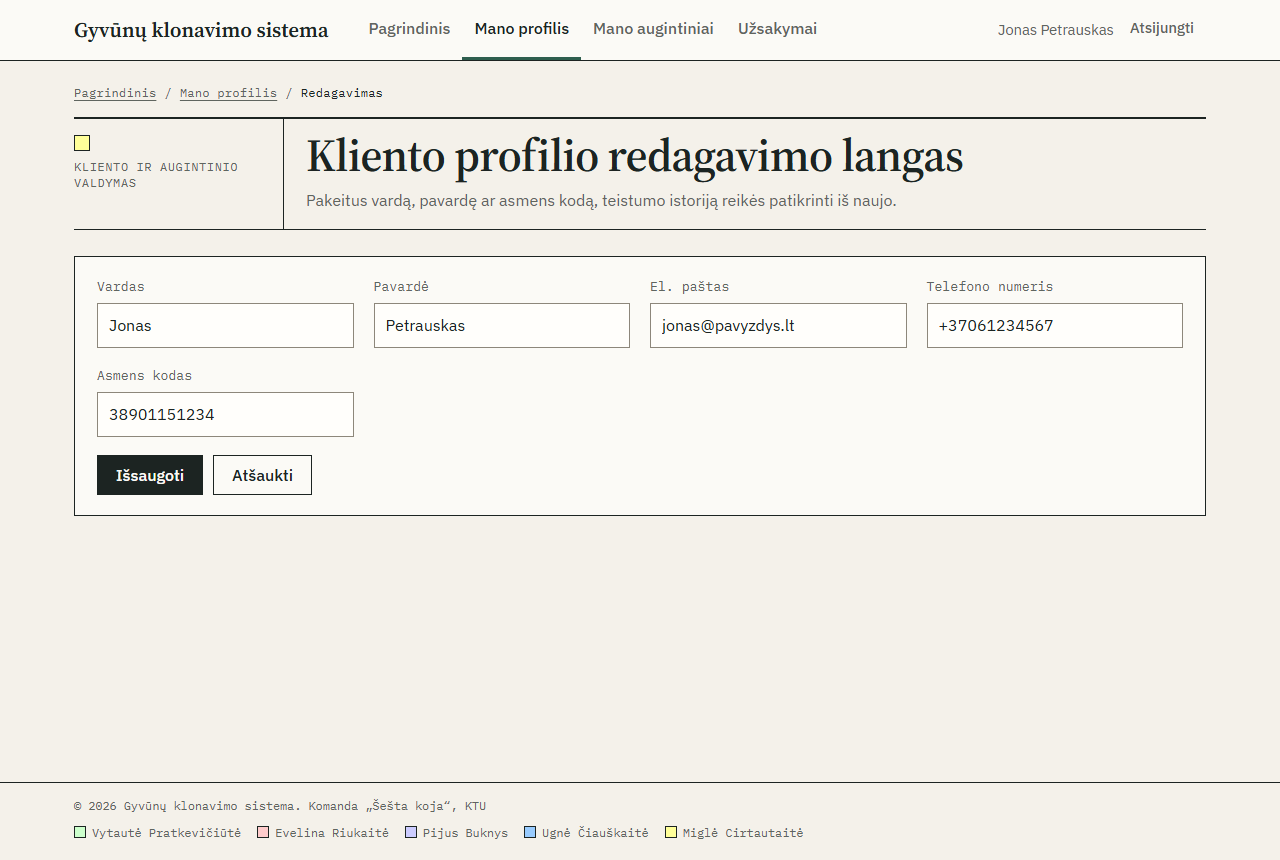 Gyvūnų klonavimo sistema Pagrindinis Mano profilis Mano augintiniai Užsakymai Jonas Petrauskas Atsijungti
Pagrindinis / Mano profilis / Redagavimas
KLIENTO IR AUGINTINIO
VALDYMAS
Kliento profilio redagavimo langas
Pakeitus vardą, pavardę ar asmens kodą, teistumo istoriją reikės patikrinti iš naujo.
Vardas Pavardė El. paštas Telefono numeris
Jonas Petrauskas jonas@pavyzdys.lt +37061234567
Asmens kodas
38901151234
Išsaugoti Atšaukti
© 2026 Gyvūnų klonavimo sistema. Komanda „Šešta koja“, KTU
Vytautė Pratkevičiūtė Evelina Riukaitė Pijus Buknys Ugnė Čiauškaitė Miglė Cirtautaitė